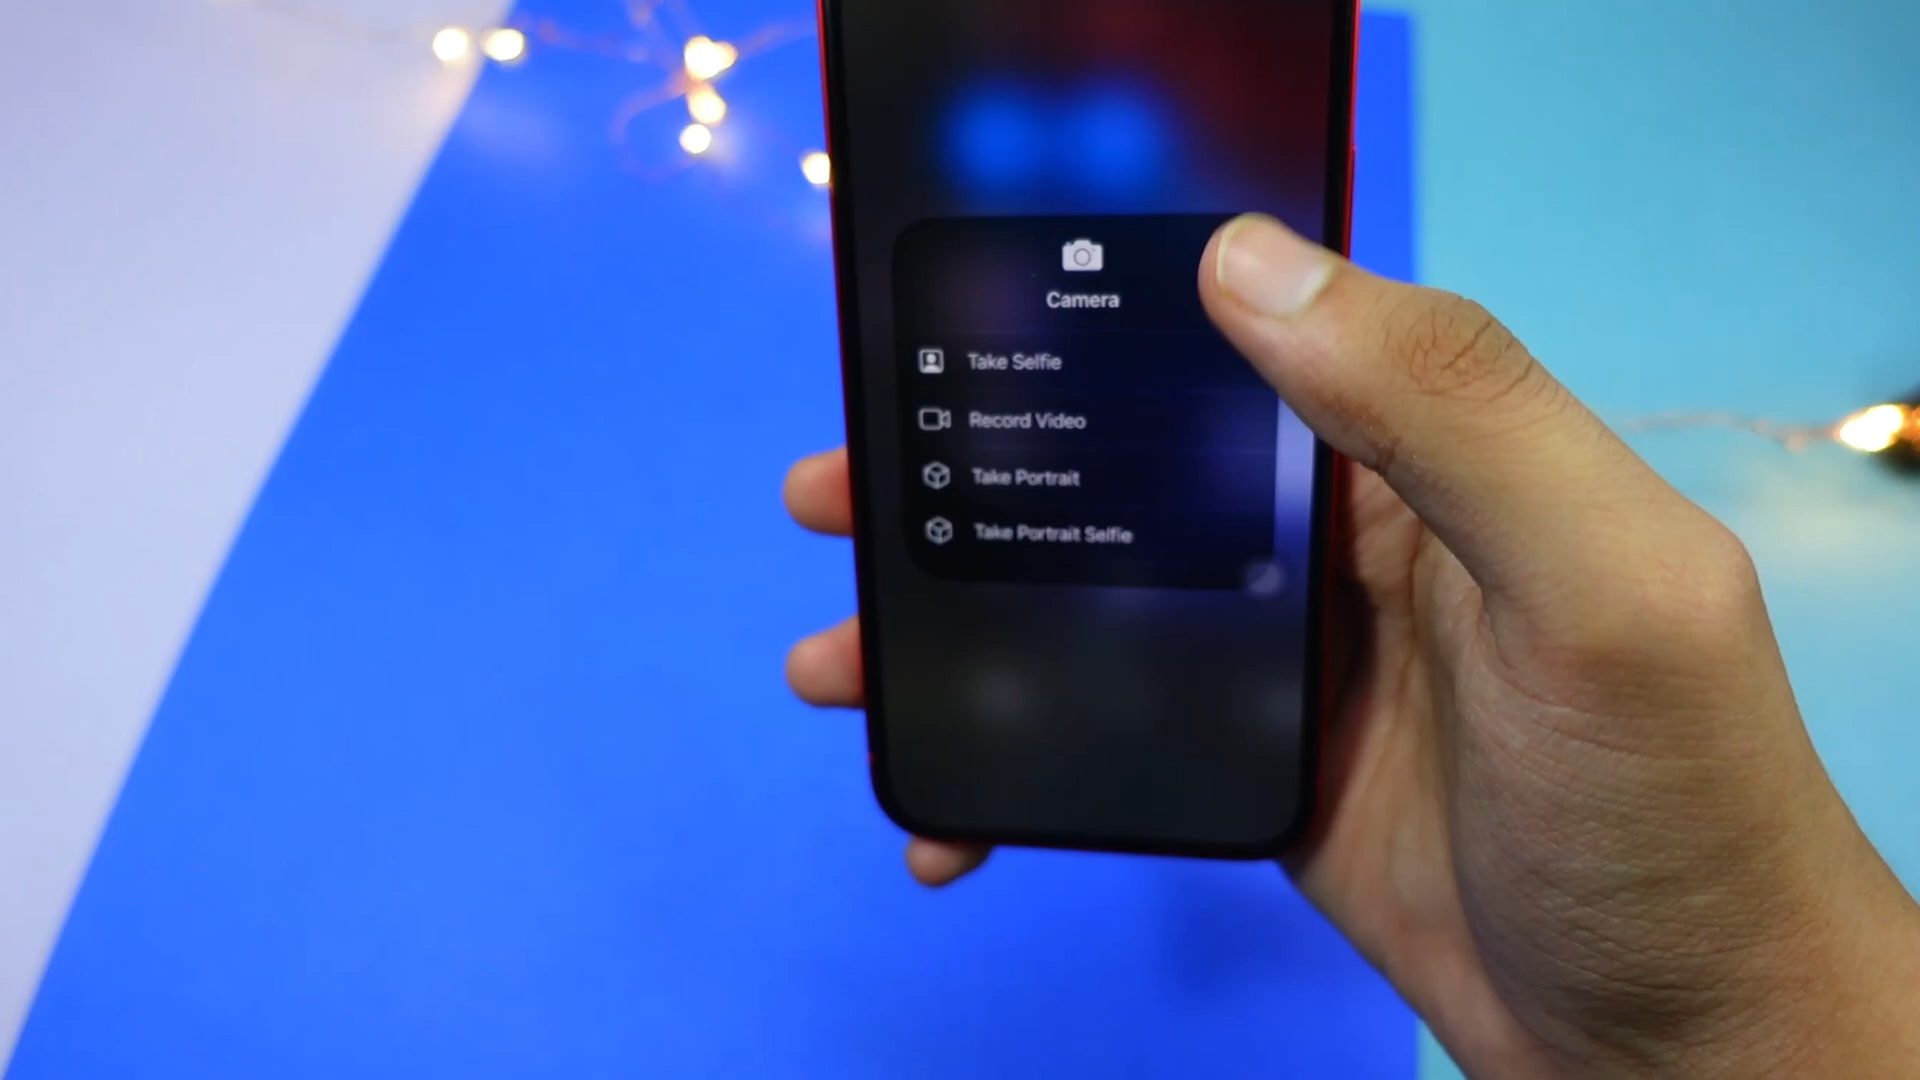 Camera
Take Selfie
Record Video
Take Portrait
Take Portrait Selfie